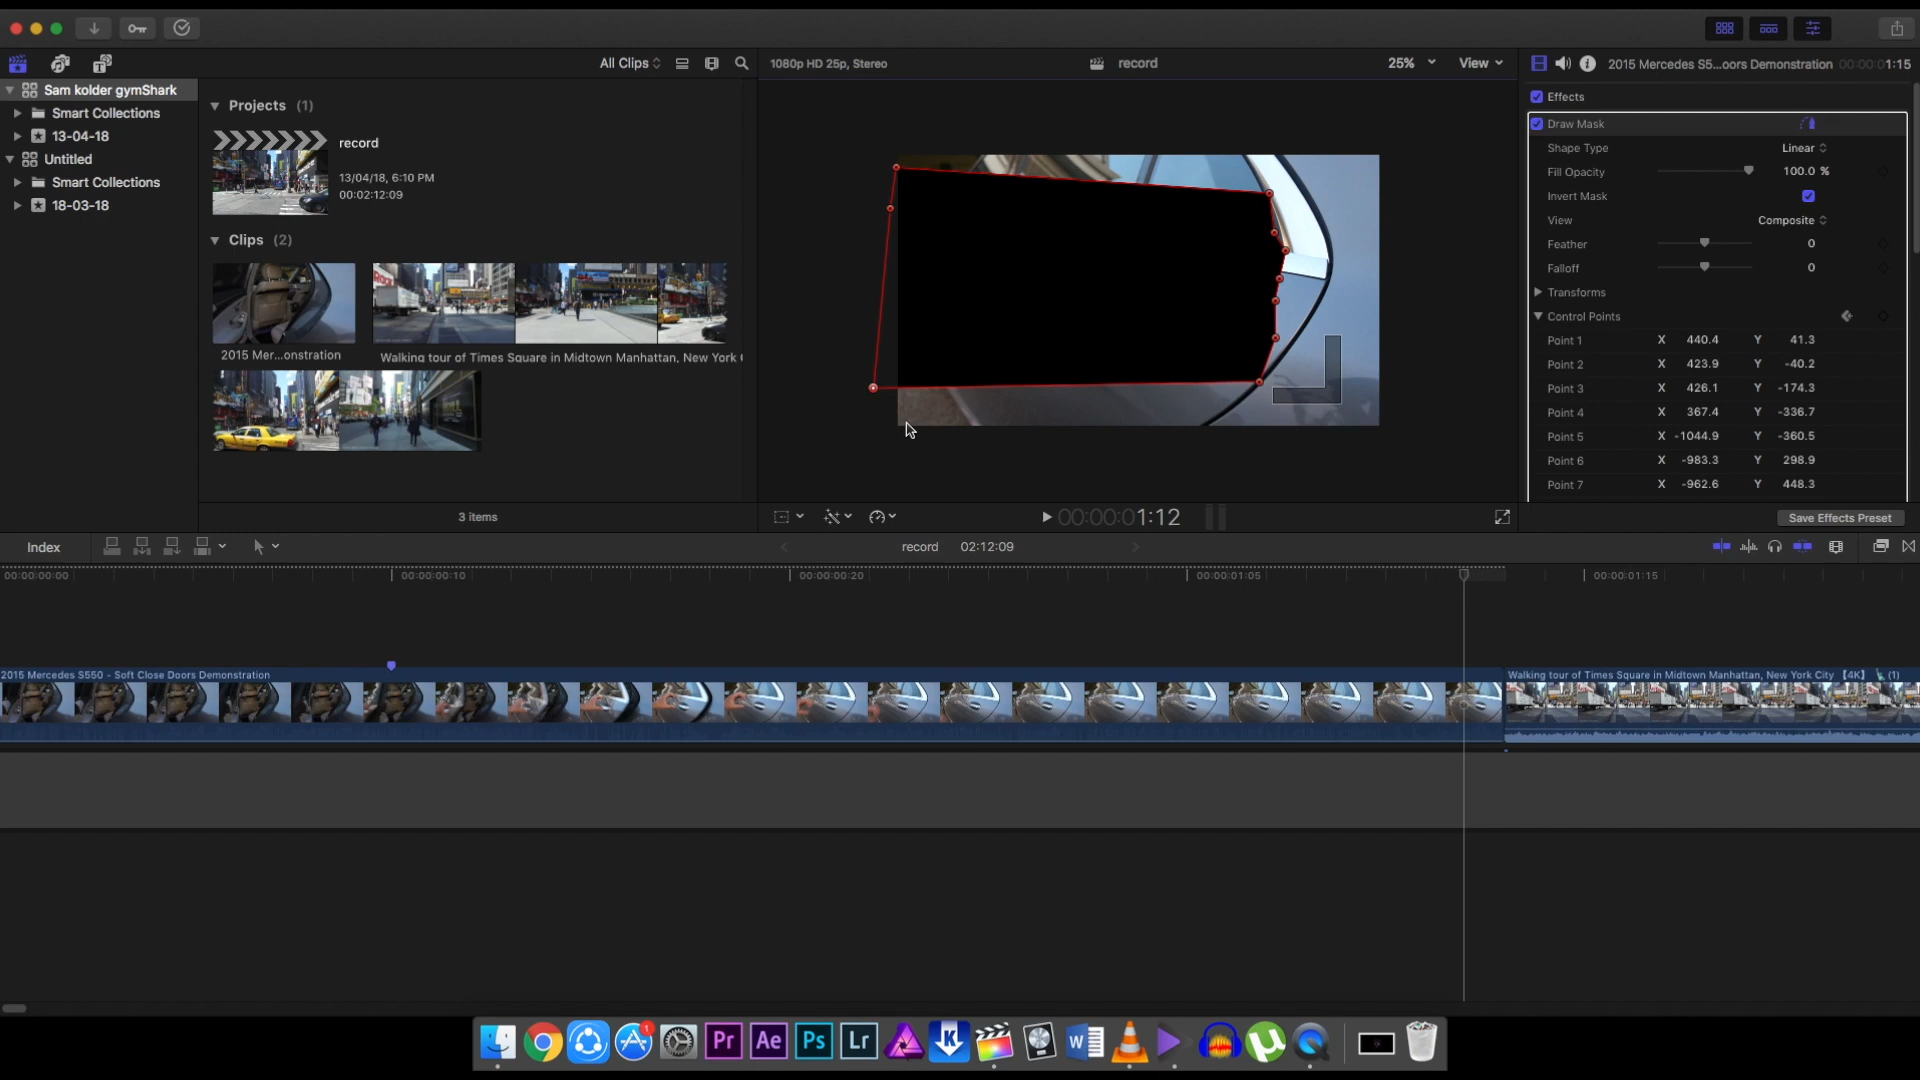 All Clips
1080p HD 25p, Stereo
record
25%
View
2015 Mercedes S5...oors Demonstration
00:00:01:15
Sam kolder gymShark
Smart Collections
13-04-18
Untitled
Smart Collections
18-03-18
Projects (1)
record
13/04/18, 6:10 PM
00:02:12:09
Clips (2)
2015 Mer...onstration
Walking tour of Times Square in Midtown Manhattan, New York
3 items
00:00:01:12
Effects
Draw Mask
Shape Type Linear
Fill Opacity 100.0 %
Invert Mask
View Composite
Feather 0
Falloff 0
Transforms
Control Points
Point 1 X 440.4 Y 41.3
Point 2 X 423.9 Y -40.2
Point 3 X 426.1 Y -174.3
Point 4 X 367.4 Y -336.7
Point 5 X -1044.9 Y -360.5
Point 6 X -983.3 Y 298.9
Point 7 X -962.6 Y 448.3
Save Effects Preset
Index
record 02:12:09
00:00:00:00
00:00:00:10
00:00:00:20
00:00:01:05
00:00:01:15
2015 Mercedes S550 - Soft Close Doors Demonstration
Walking tour of Times Square in Midtown Manhattan, New York City 【4K】 (1)
1
Pr
Ae
Ps
Lr
K
W